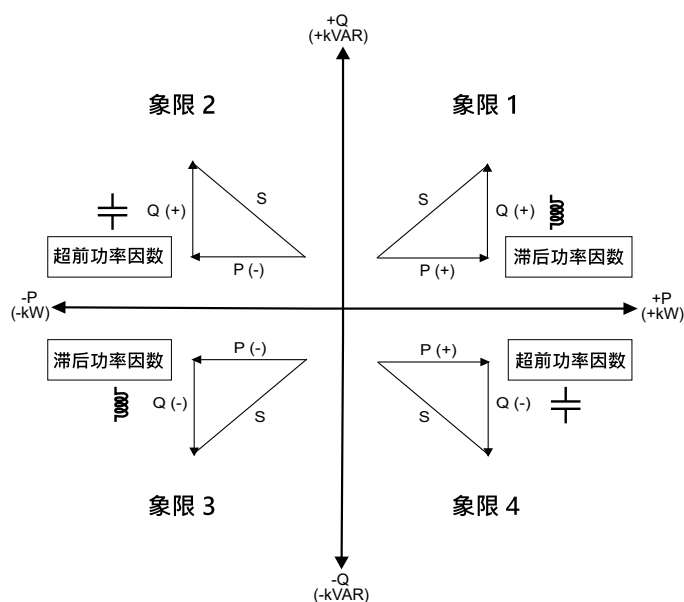 +Q
(+kVAR)
象限 2
象限 1
S
Q (+)
P (-)
超前功率因数
S
Q (+)
P (+)
滞后功率因数
-P
(-kW)
+P
(+kW)
滞后功率因数
P (-)
Q (-)
S
P (+)
超前功率因数
Q (-)
S
象限 3
象限 4
-Q
(-kVAR)